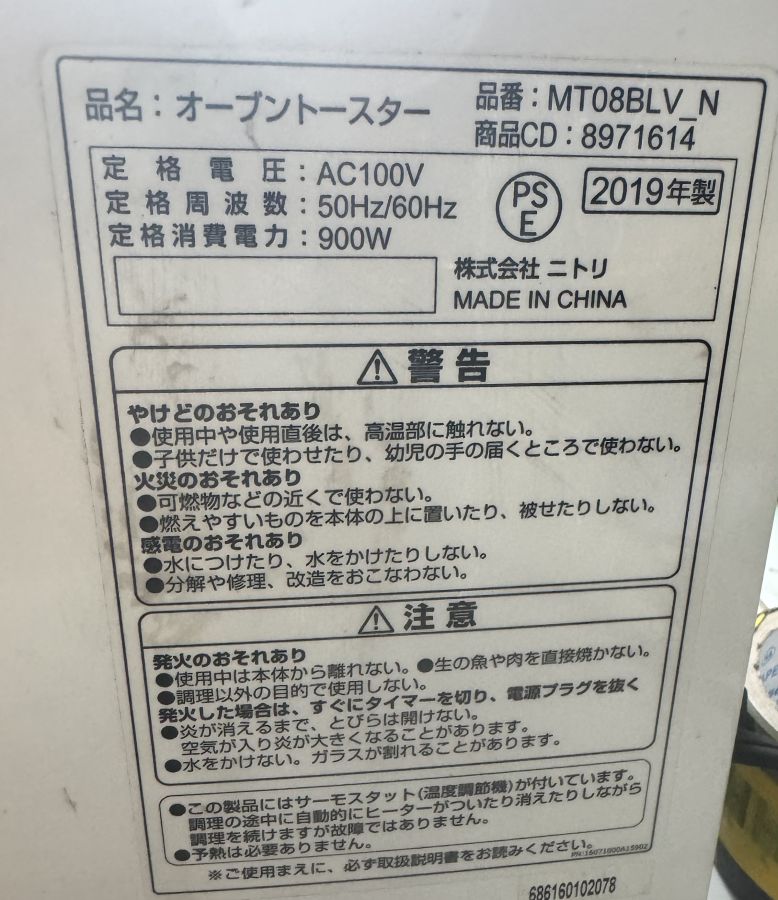 品名：オーブントースター
品番：MT08BLV_N
商品CD：8971614
定格電圧：AC100V
定格周波数：50Hz/60Hz
定格消費電力：900W
PS
E
2019年製
株式会社 ニトリ
MADE IN CHINA
警告
やけどのおそれあり
●使用中や使用直後は、高温部に触れない。
●子供だけで使わせたり、幼児の手の届くところで使わない。
火災のおそれあり
●可燃物などの近くで使わない。
●燃えやすいものを本体の上に置いたり、被せたりしない。
感電のおそれあり
●水につけたり、水をかけたりしない。
●分解や修理、改造をおこなわない。
注意
発火のおそれあり
●使用中は本体から離れない。●生の魚や肉を直接焼かない。
●調理以外の目的で使用しない。
発火した場合は、すぐにタイマーを切り、電源プラグを抜く
●炎が消えるまで、とびらは開けない。
空気が入り炎が大きくなることがあります。
●水をかけない。ガラスが割れることがあります。
●この製品にはサーモスタット(温度調節機)が付いています。
調理の途中に自動的にヒーターがついたり消えたりしながら
調理を続けますが故障ではありません。
●予熱は必要ありません。
※ご使用まえに、必ず取扱説明書をお読みください。
686160102078